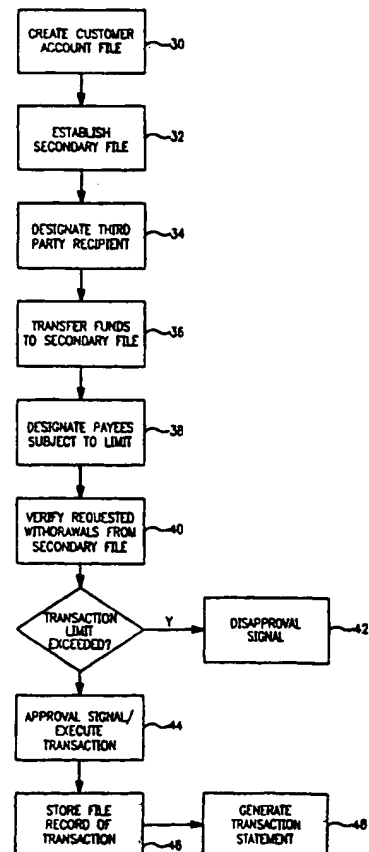 CREATE CUSTOMER
ACCOUNT FILE
30
ESTABLISH
SECONDARY FILE
32
DESIGNATE THIRD
PARTY RECIPIENT
34
TRANSFER FUNDS
TO SECONDARY FILE
36
DESIGNATE PAYEES
SUBJECT TO LIMIT
38
VERIFY REQUESTED
WITHDRAWALS FROM
SECONDARY FILE
40
TRANSACTION
LIMIT
EXCEEDED?
Y
DISAPPROVAL
SIGNAL
42
APPROVAL SIGNAL/
EXECUTE
TRANSACTION
44
STORE FILE
RECORD OF
TRANSACTION
46
GENERATE
TRANSACTION
STATEMENT
48